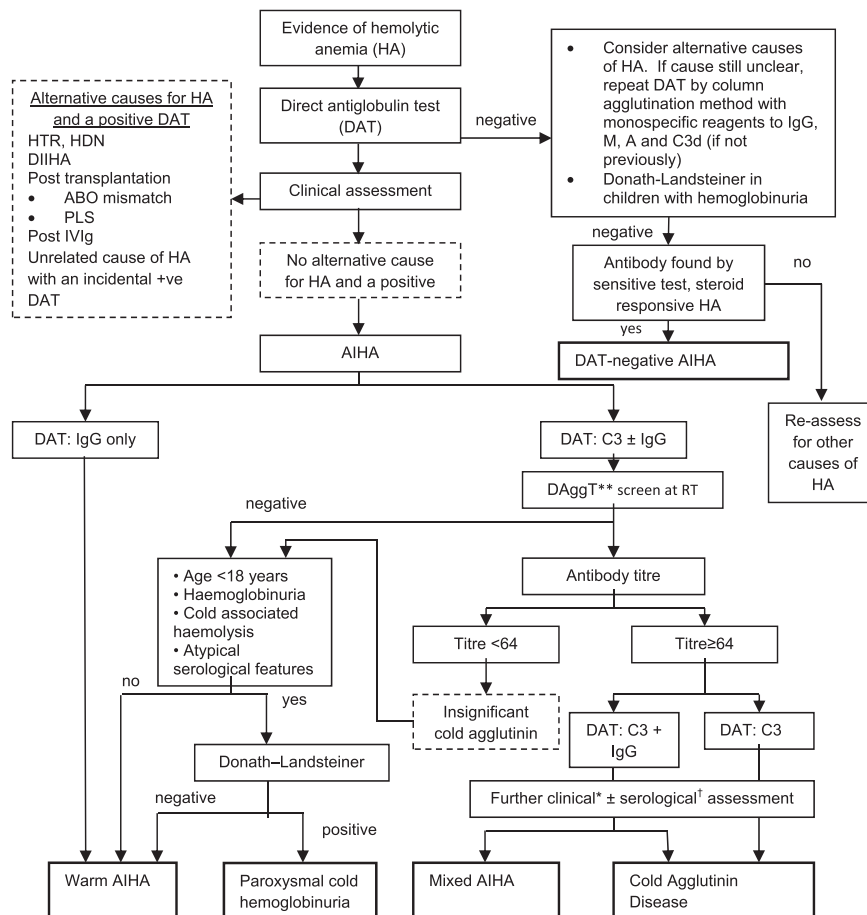 Evidence of hemolytic
anemia (HA)
• Consider alternative causes
of HA. If cause still unclear,
repeat DAT by column
agglutination method with
monospecific reagents to IgG,
M, A and C3d (if not
previously)
• Donath-Landsteiner in
children with hemoglobinuria
Alternative causes for HA
and a positive DAT
HTR, HDN
DIIHA
Post transplantation
• ABO mismatch
• PLS
Post IVIg
Unrelated cause of HA
with an incidental +ve
DAT
Direct antiglobulin test
(DAT)
negative
Clinical assessment
negative
No alternative cause
for HA and a positive
Antibody found by
sensitive test, steroid
responsive HA
no
yes
AIHA
DAT-negative AIHA
DAT: IgG only
DAT: C3 ± IgG
Re-assess
for other
causes of
HA
DAggT** screen at RT
negative
• Age <18 years
• Haemoglobinuria
• Cold associated
haemolysis
• Atypical
serological features
Antibody titre
Titre <64
Titre≥64
no
yes
Insignificant
cold agglutinin
DAT: C3 +
IgG
DAT: C3
Donath–Landsteiner
Further clinical* ± serological† assessment
negative
positive
Warm AIHA
Paroxysmal cold
hemoglobinuria
Mixed AIHA
Cold Agglutinin
Disease